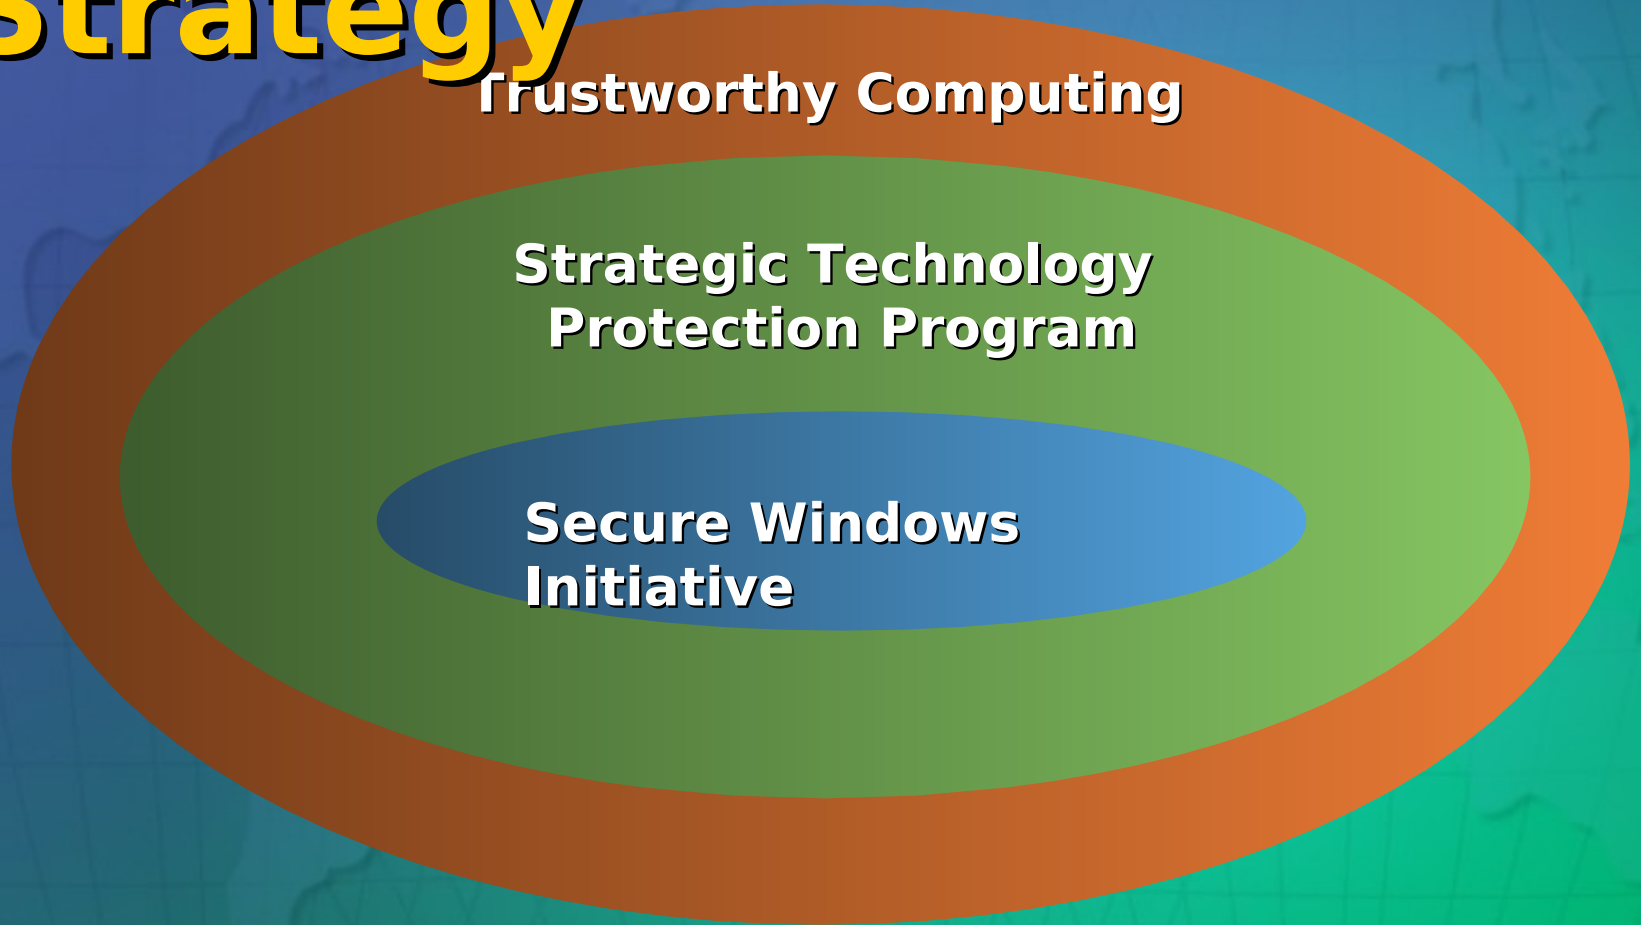 Strategy
Trustworthy Computing
Strategic Technology
Protection Program
Secure Windows
Initiative